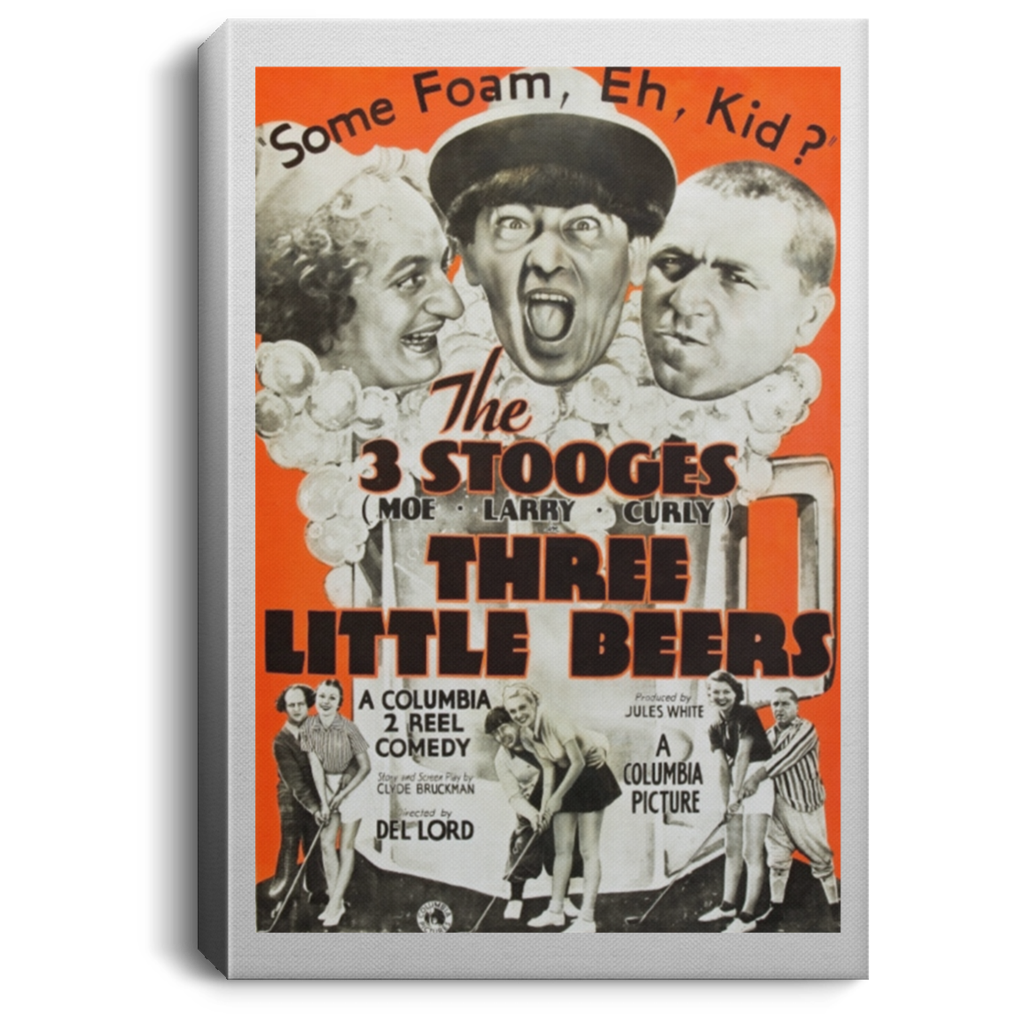 "Some Foam, Eh, Kid?"
The
3 STOOGES
(MOE · LARRY · CURLY)
THREE
LITTLE BEERS
A COLUMBIA
2 REEL
COMEDY
Story and Screen Play by
CLYDE BRUCKMAN
Directed by
DEL LORD
Produced by
JULES WHITE
A
COLUMBIA
PICTURE
COLUMBIA